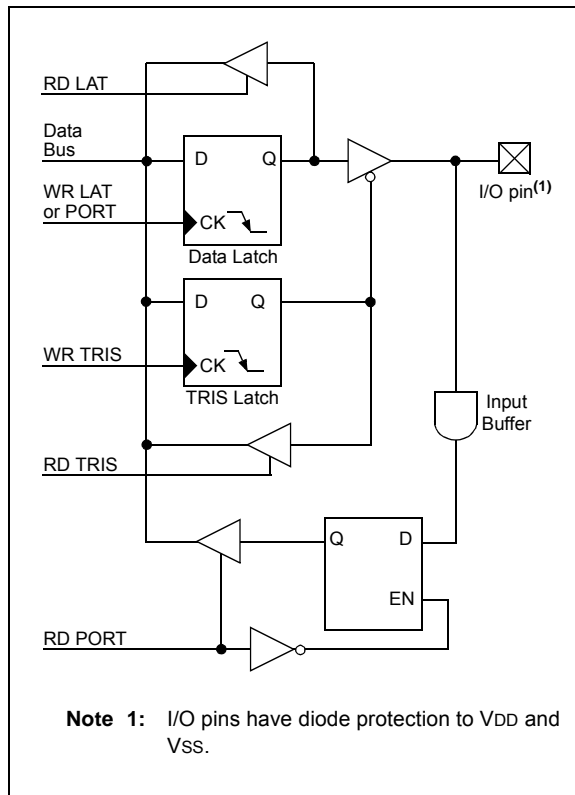 RD LAT
Data
Bus
D
Q
I/O pin(1)
WR LAT
or PORT
CK
Data Latch
D
Q
WR TRIS
CK
TRIS Latch
Input
Buffer
RD TRIS
Q
D
EN
RD PORT
Note 1: I/O pins have diode protection to VDD and
VSS.